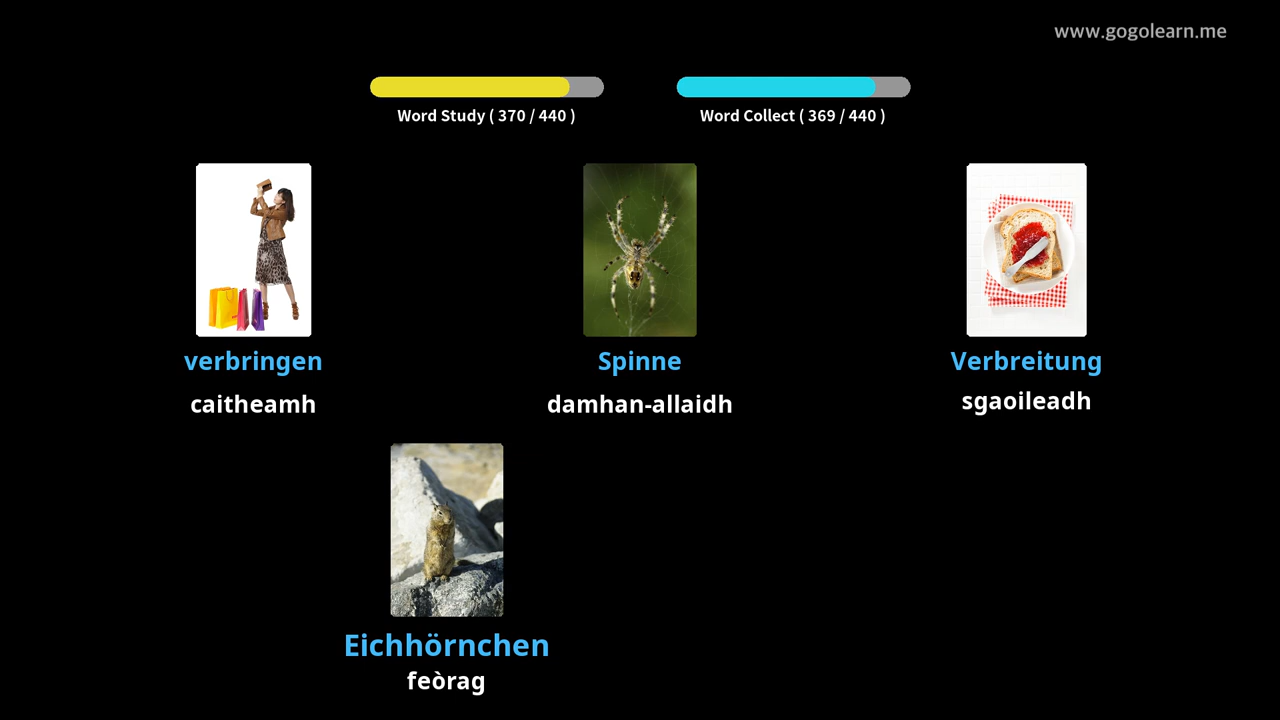 www.gogolearn.me
Word Study ( 370 / 440 )
Word Collect ( 369 / 440 )
verbringen
Spinne
Verbreitung
caitheamh
damhan-allaidh
sgaoileadh
Eichhörnchen
feòrag